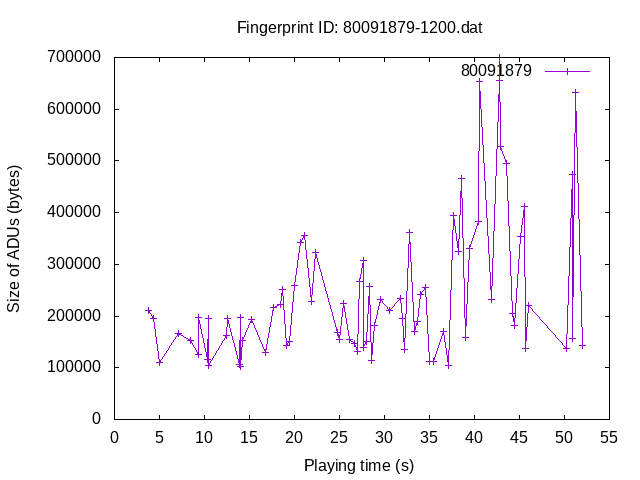 Fingerprint ID: 80091879-1200.dat
80091879
700000
600000
500000
400000
300000
200000
100000
0
Size of ADUs (bytes)
0 5 10 15 20 25 30 35 40 45 50 55
Playing time (s)